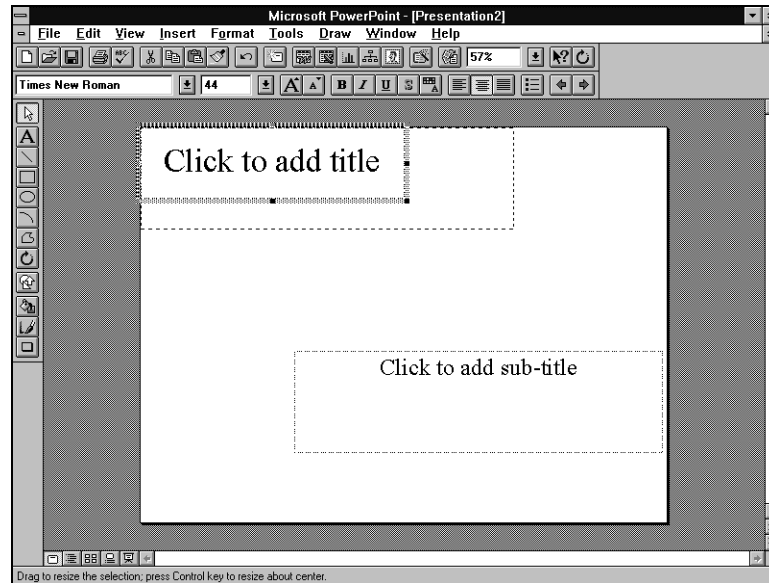 Microsoft PowerPoint - [Presentation2]
File Edit View Insert Format Tools Draw Window Help
57%
Times New Roman 44 A A B I U S
A
Click to add title
Click to add sub-title
Drag to resize the selection; press Control key to resize about center.